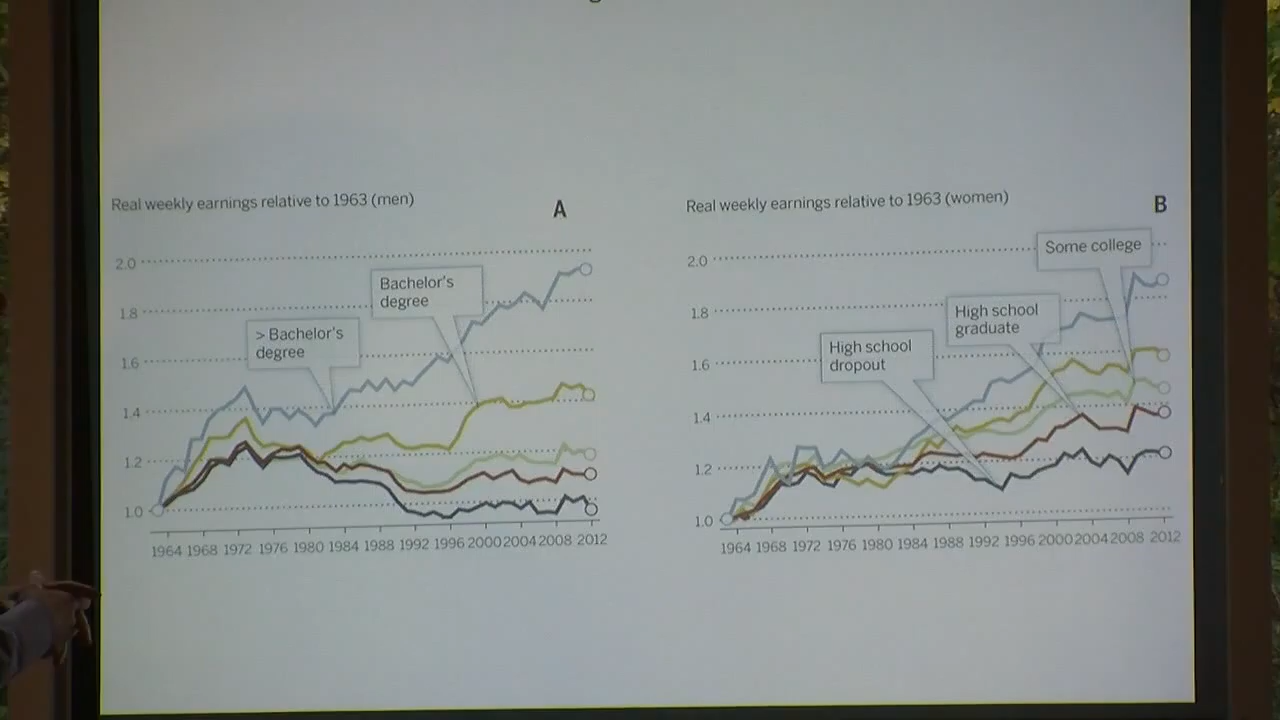 Real weekly earnings relative to 1963 (men)
A
2.0
1.8
1.6
1.4
1.2
1.0
Bachelor's
degree
> Bachelor's
degree
1964 1968 1972 1976 1980 1984 1988 1992 1996 2000 2004 2008 2012
Real weekly earnings relative to 1963 (women)
B
2.0
1.8
1.6
1.4
1.2
1.0
Some college
High school
graduate
High school
dropout
1964 1968 1972 1976 1980 1984 1988 1992 1996 2000 2004 2008 2012